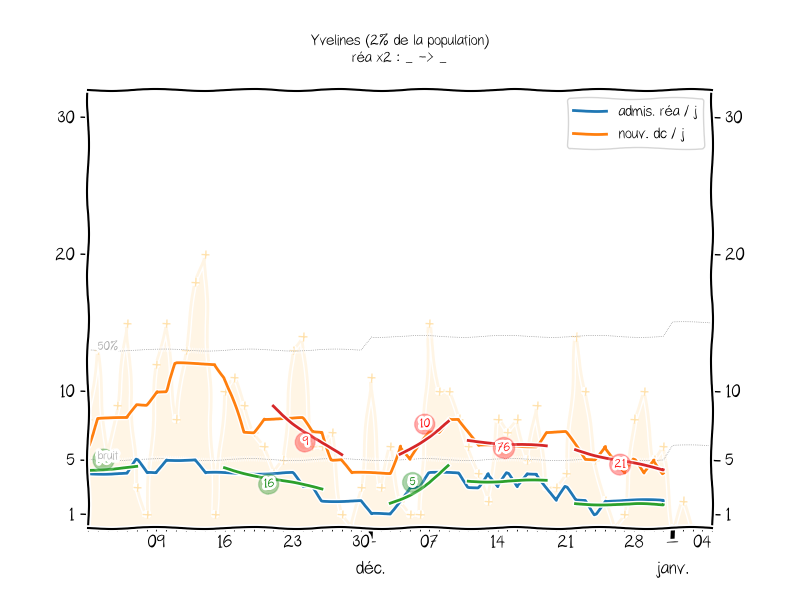 Yvelines (2% de la population)
réa x2 : _ -> _
admis. réa / j
nouv. dc / j
30 30
20 20
50%
10 10
10
9
76
bruit
21
5 5
16
5
1 1
09 16 23 30 07 14 21 28 04
déc. janv.